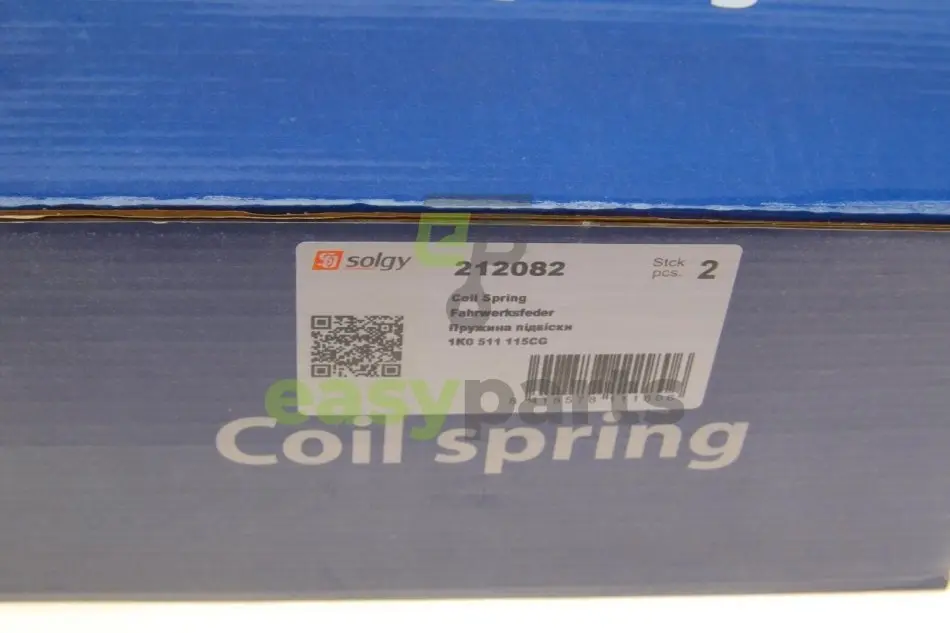 solgy
212082
Stck
pcs.
2
Coil Spring
Fahrwerksfeder
Пружина підвіски
1K0 511 115CG
easyparts
Coil spring